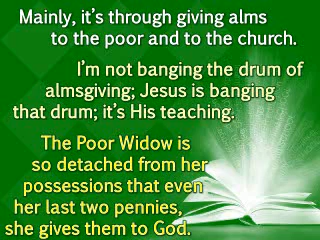 Mainly, it's through giving alms
to the poor and to the church.
I'm not banging the drum of
almsgiving; Jesus is banging
that drum; it's His teaching.
The Poor Widow is
so detached from her
possessions that even
her last two pennies,
she gives them to God.